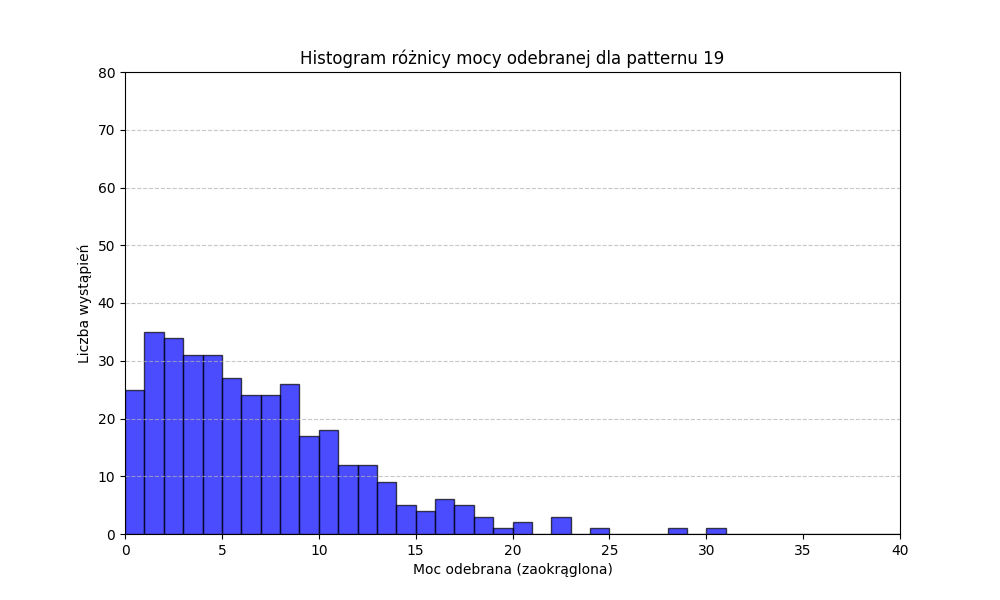 Histogram różnicy mocy odebranej dla patternu 19
80
70
60
50
40
30
20
10
0
Liczba wystąpień
0 5 10 15 20 25 30 35 40
Moc odebrana (zaokrąglona)